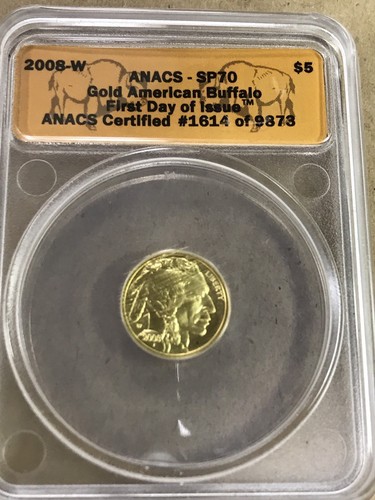 2008-W ANACS - SP70 $5
Gold American Buffalo
First Day of Issue™
ANACS Certified #1614 of 9873
LIBERTY